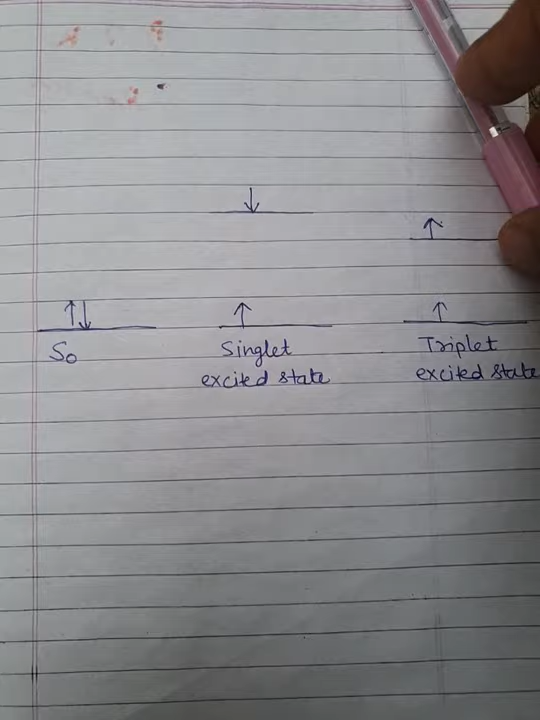 S₀
Singlet
excited state
Triplet
excited state